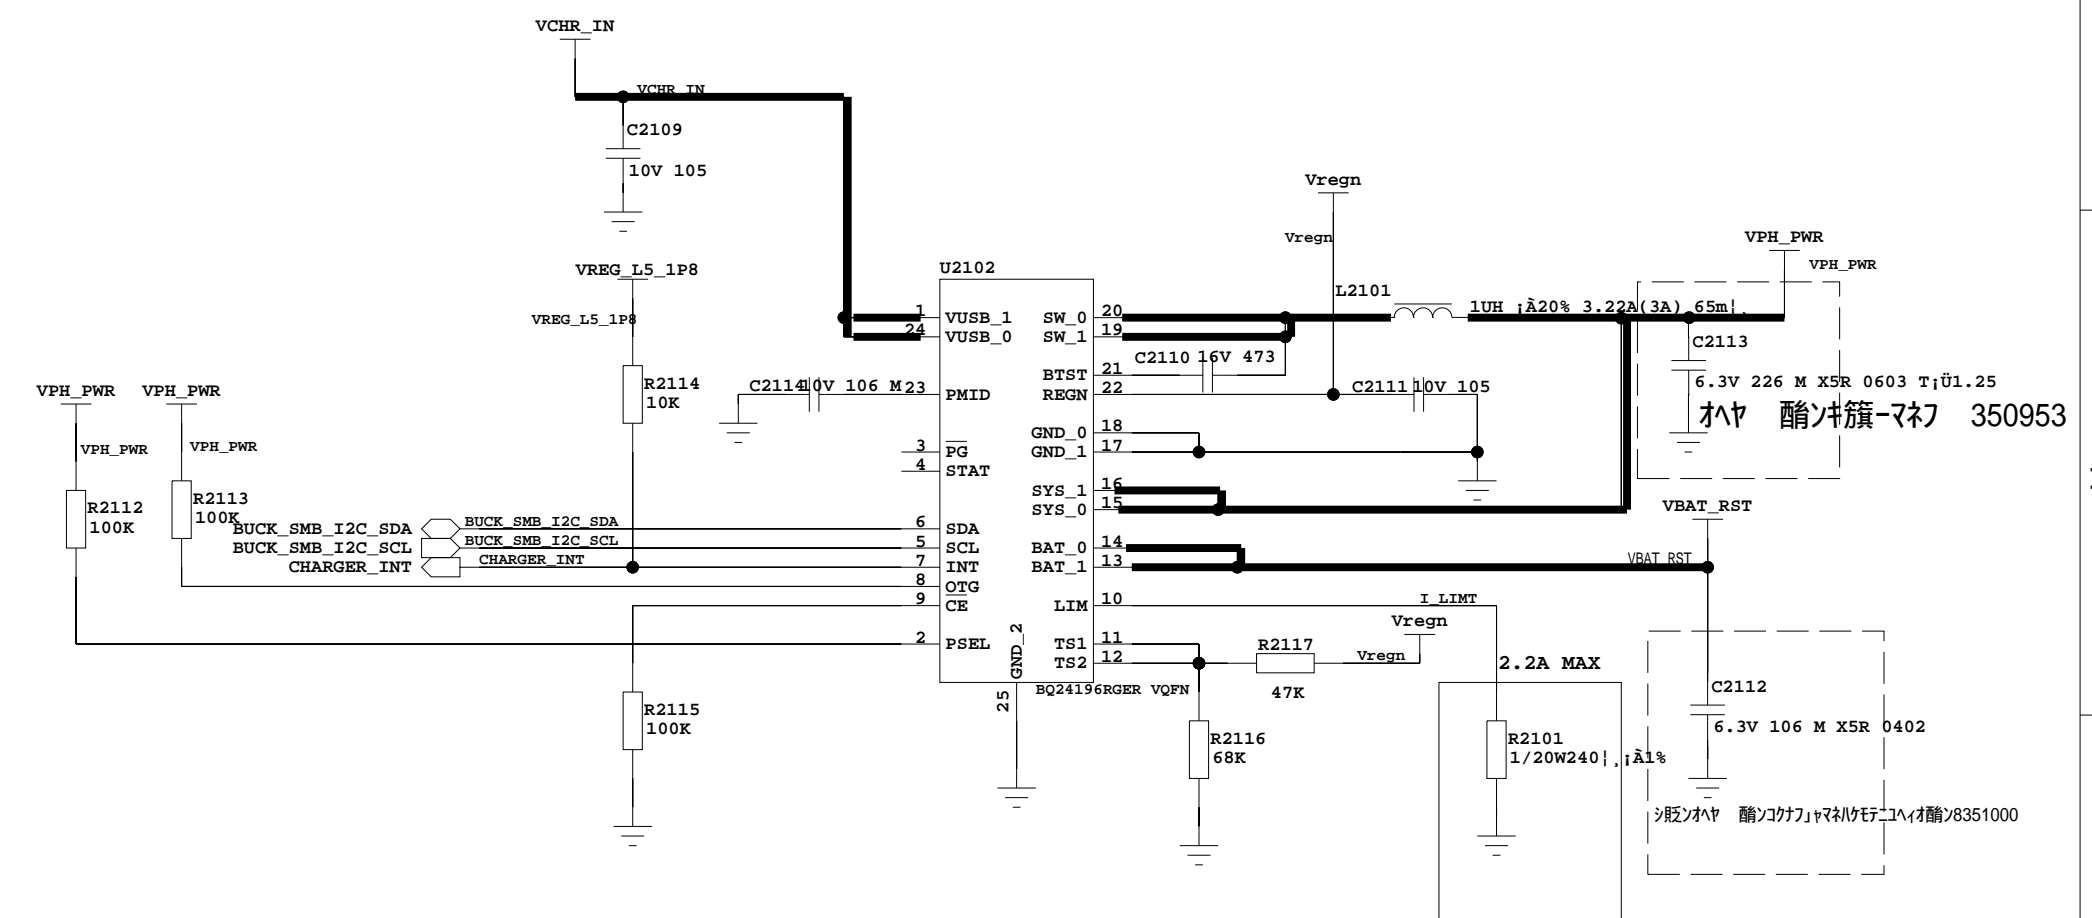 VCHR_IN
VCHR_IN
C2109
10V 105
Vregn
Vregn
VPH_PWR
VPH_PWR
VREG_L5_1P8
VREG_L5_1P8
U2102
L2101
1UH ¡À20% 3.22A(3A) 65m¦¸
1 VUSB_1 SW_0 20
24 VUSB_0 SW_1 19
C2110 16V 473
C2113
6.3V 226 M X5R 0603 T¡Ü1.25
350953
BTST 21
C2114 10V 106 M 23 PMID REGN 22 C2111 10V 105
R2114
10K
VPH_PWR VPH_PWR
VPH_PWR VPH_PWR
GND_0 18
3 PG GND_1 17
4 STAT
SYS_1 16
SYS_0 15
R2112
100K
R2113
100K
VBAT_RST
BUCK_SMB_I2C_SDA BUCK_SMB_I2C_SDA 6 SDA
BUCK_SMB_I2C_SCL BUCK_SMB_I2C_SCL 5 SCL BAT_0 14
CHARGER_INT CHARGER_INT 7 INT BAT_1 13 VBAT_RST
8 OTG
9 CE LIM 10 I_LIMT
2 PSEL TS1 11
TS2 12
GND_2
25
BQ24196RGER VQFN
R2117
47K
Vregn
Vregn
2.2A MAX
R2115
100K
R2116
68K
R2101
1/20W240¦¸¡À1%
C2112
6.3V 106 M X5R 0402
8351000